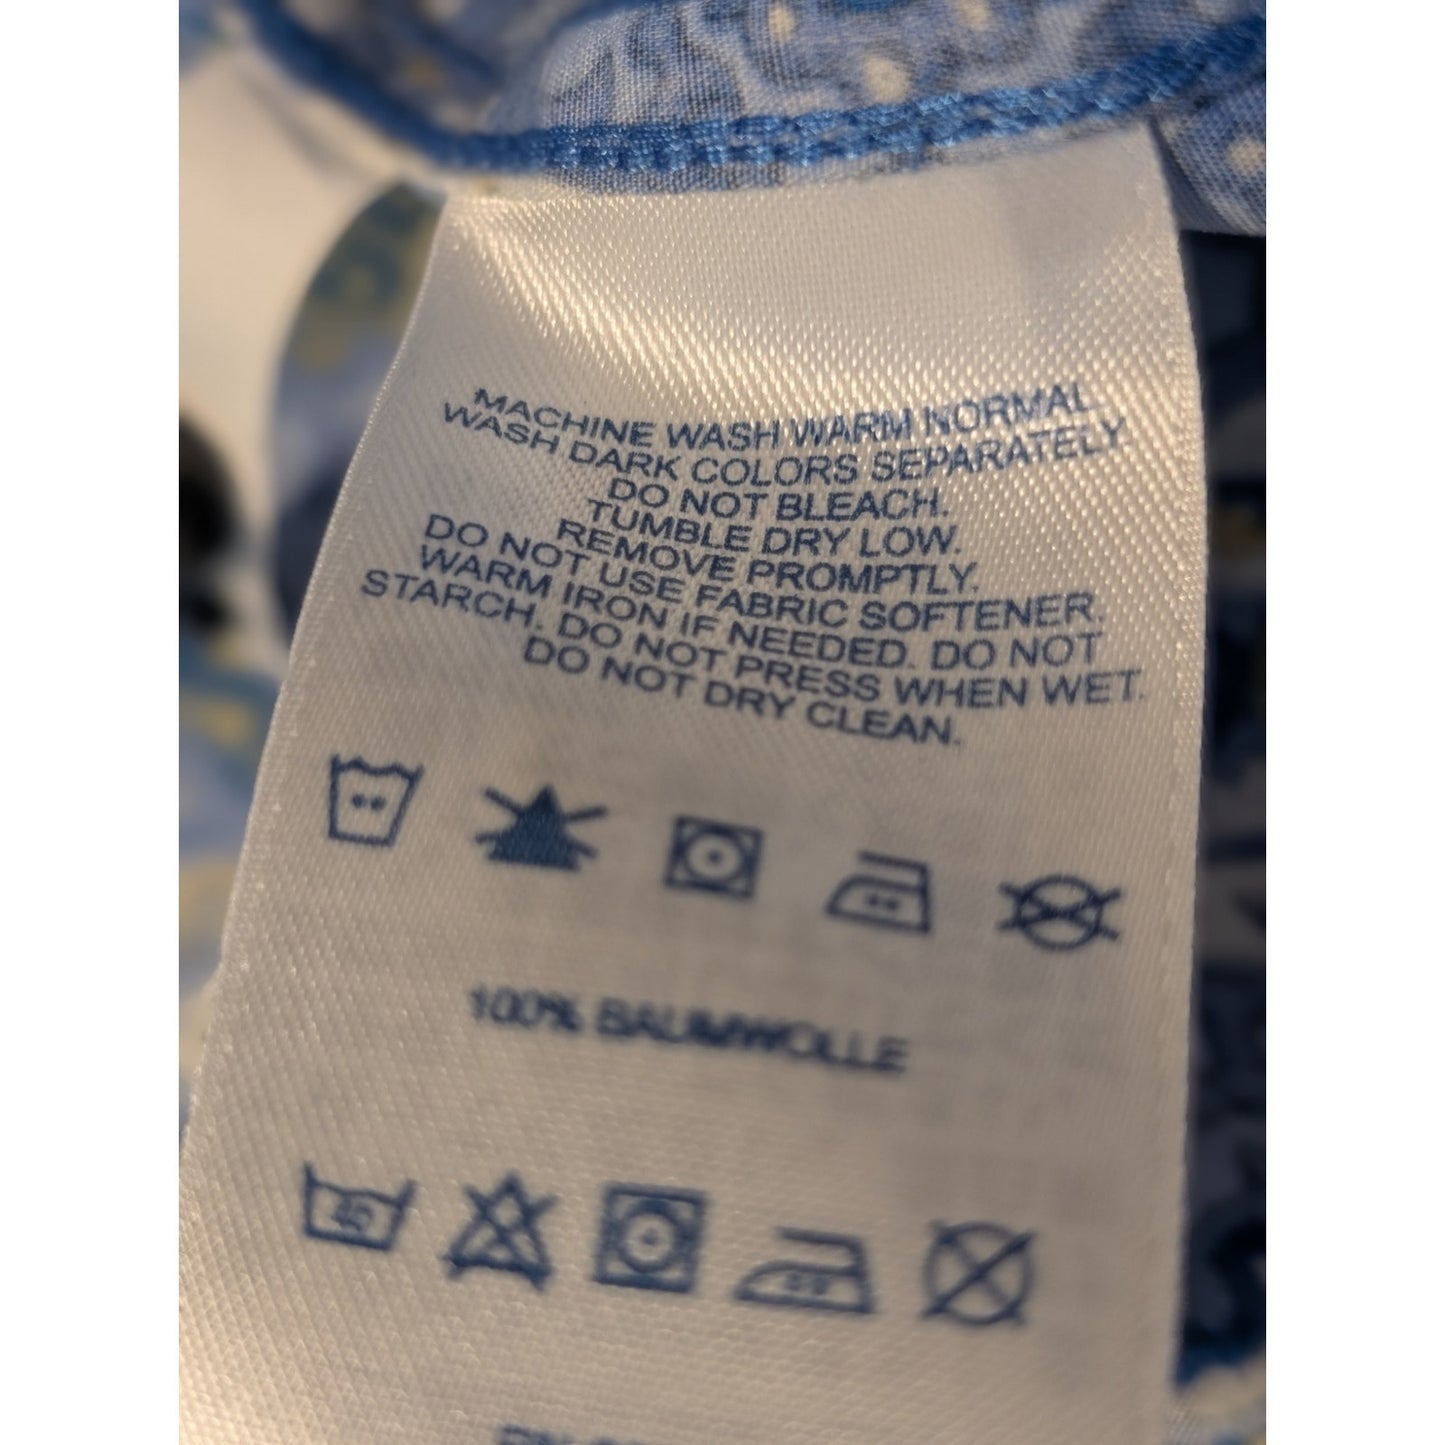 MACHINE WASH WARM NORMAL.
WASH DARK COLORS SEPARATELY.
DO NOT BLEACH.
TUMBLE DRY LOW.
REMOVE PROMPTLY.
DO NOT USE FABRIC SOFTENER.
WARM IRON IF NEEDED. DO NOT
STARCH. DO NOT PRESS WHEN WET.
DO NOT DRY CLEAN.
100% BAUMWOLLE
40